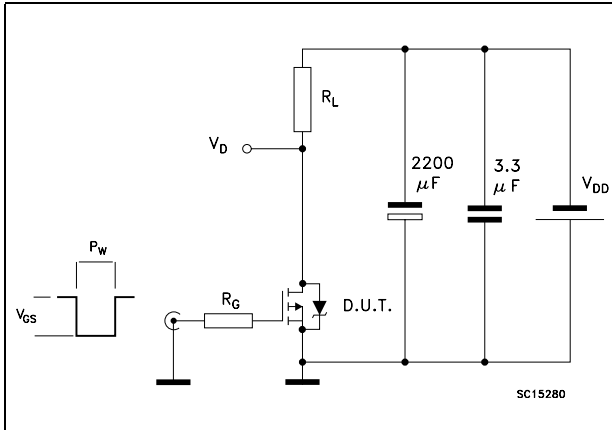 R_L
V_D
2200
μF
3.3
μF
V_DD
P_W
V_GS
R_G
D.U.T.
SC15280